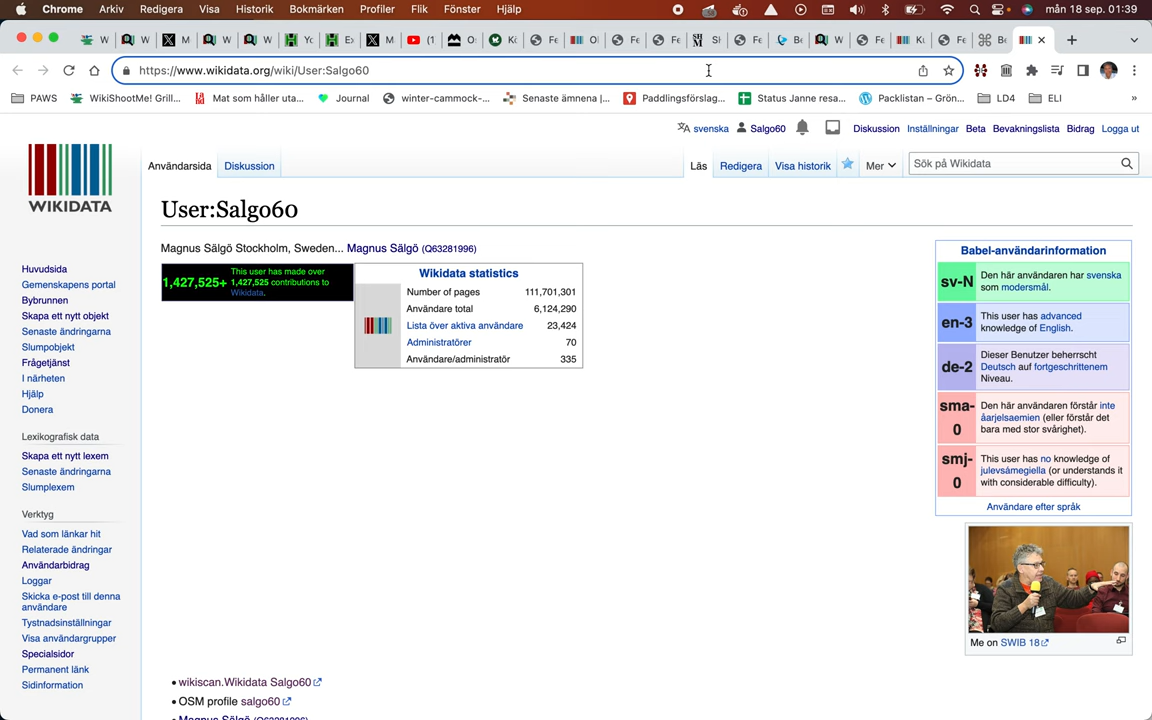 Chrome Arkiv Redigera Visa Historik Bokmärken Profiler Flik Fönster Hjälp mån 18 sep. 01:39
https://www.wikidata.org/wiki/User:Salgo60
PAWS WikiShootMe! Grill... Mat som håller uta... Journal winter-cammock-... Senaste ämnena |... Paddlingsförslag... Status Janne resa... Packlistan – Grön... LD4 ELI »
svenska Salgo60 Diskussion Inställningar Beta Bevakningslista Bidrag Logga ut
WIKIDATA
Användarsida Diskussion Läs Redigera Visa historik Mer Sök på Wikidata
User:Salgo60
Magnus Sälgö Stockholm, Sweden... Magnus Sälgö (Q63281996)
1,427,525+
This user has made over
1,427,525 contributions to
Wikidata.
Wikidata statistics
Number of pages 111,701,301
Användare total 6,124,290
Lista över aktiva användare 23,424
Administratörer 70
Användare/administratör 335
Babel-användarinformation
sv-N
Den här användaren har svenska
som modersmål.
en-3
This user has advanced
knowledge of English.
de-2
Dieser Benutzer beherrscht
Deutsch auf fortgeschrittenem
Niveau.
sma-
0
Den här användaren förstår inte
åarjelsaemien (eller förstår det
bara med stor svårighet).
smj-
0
This user has no knowledge of
julevsámegiella (or understands it
with considerable difficulty).
Användare efter språk
Me on SWIB 18
Huvudsida
Gemenskapens portal
Bybrunnen
Skapa ett nytt objekt
Senaste ändringarna
Slumpobjekt
Frågetjänst
I närheten
Hjälp
Donera
Lexikografisk data
Skapa ett nytt lexem
Senaste ändringarna
Slumplexem
Verktyg
Vad som länkar hit
Relaterade ändringar
Användarbidrag
Loggar
Skicka e-post till denna
användare
Tystnadsinställningar
Visa användargrupper
Specialsidor
Permanent länk
Sidinformation
wikiscan.Wikidata Salgo60
OSM profile salgo60
Magnus Sälgö (Q63281996)